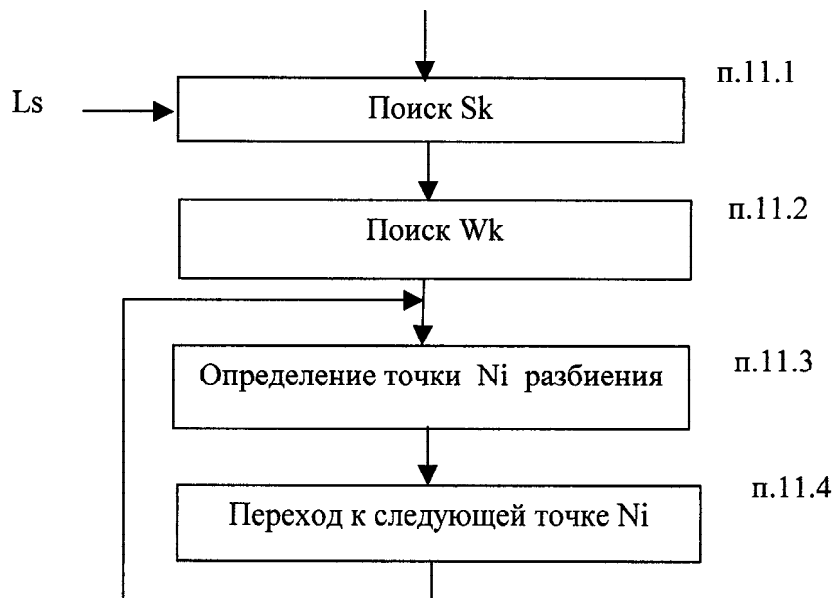 п.11.1
Ls
Поиск Sk
п.11.2
Поиск Wk
п.11.3
Определение точки Ni разбиения
п.11.4
Переход к следующей точке Ni